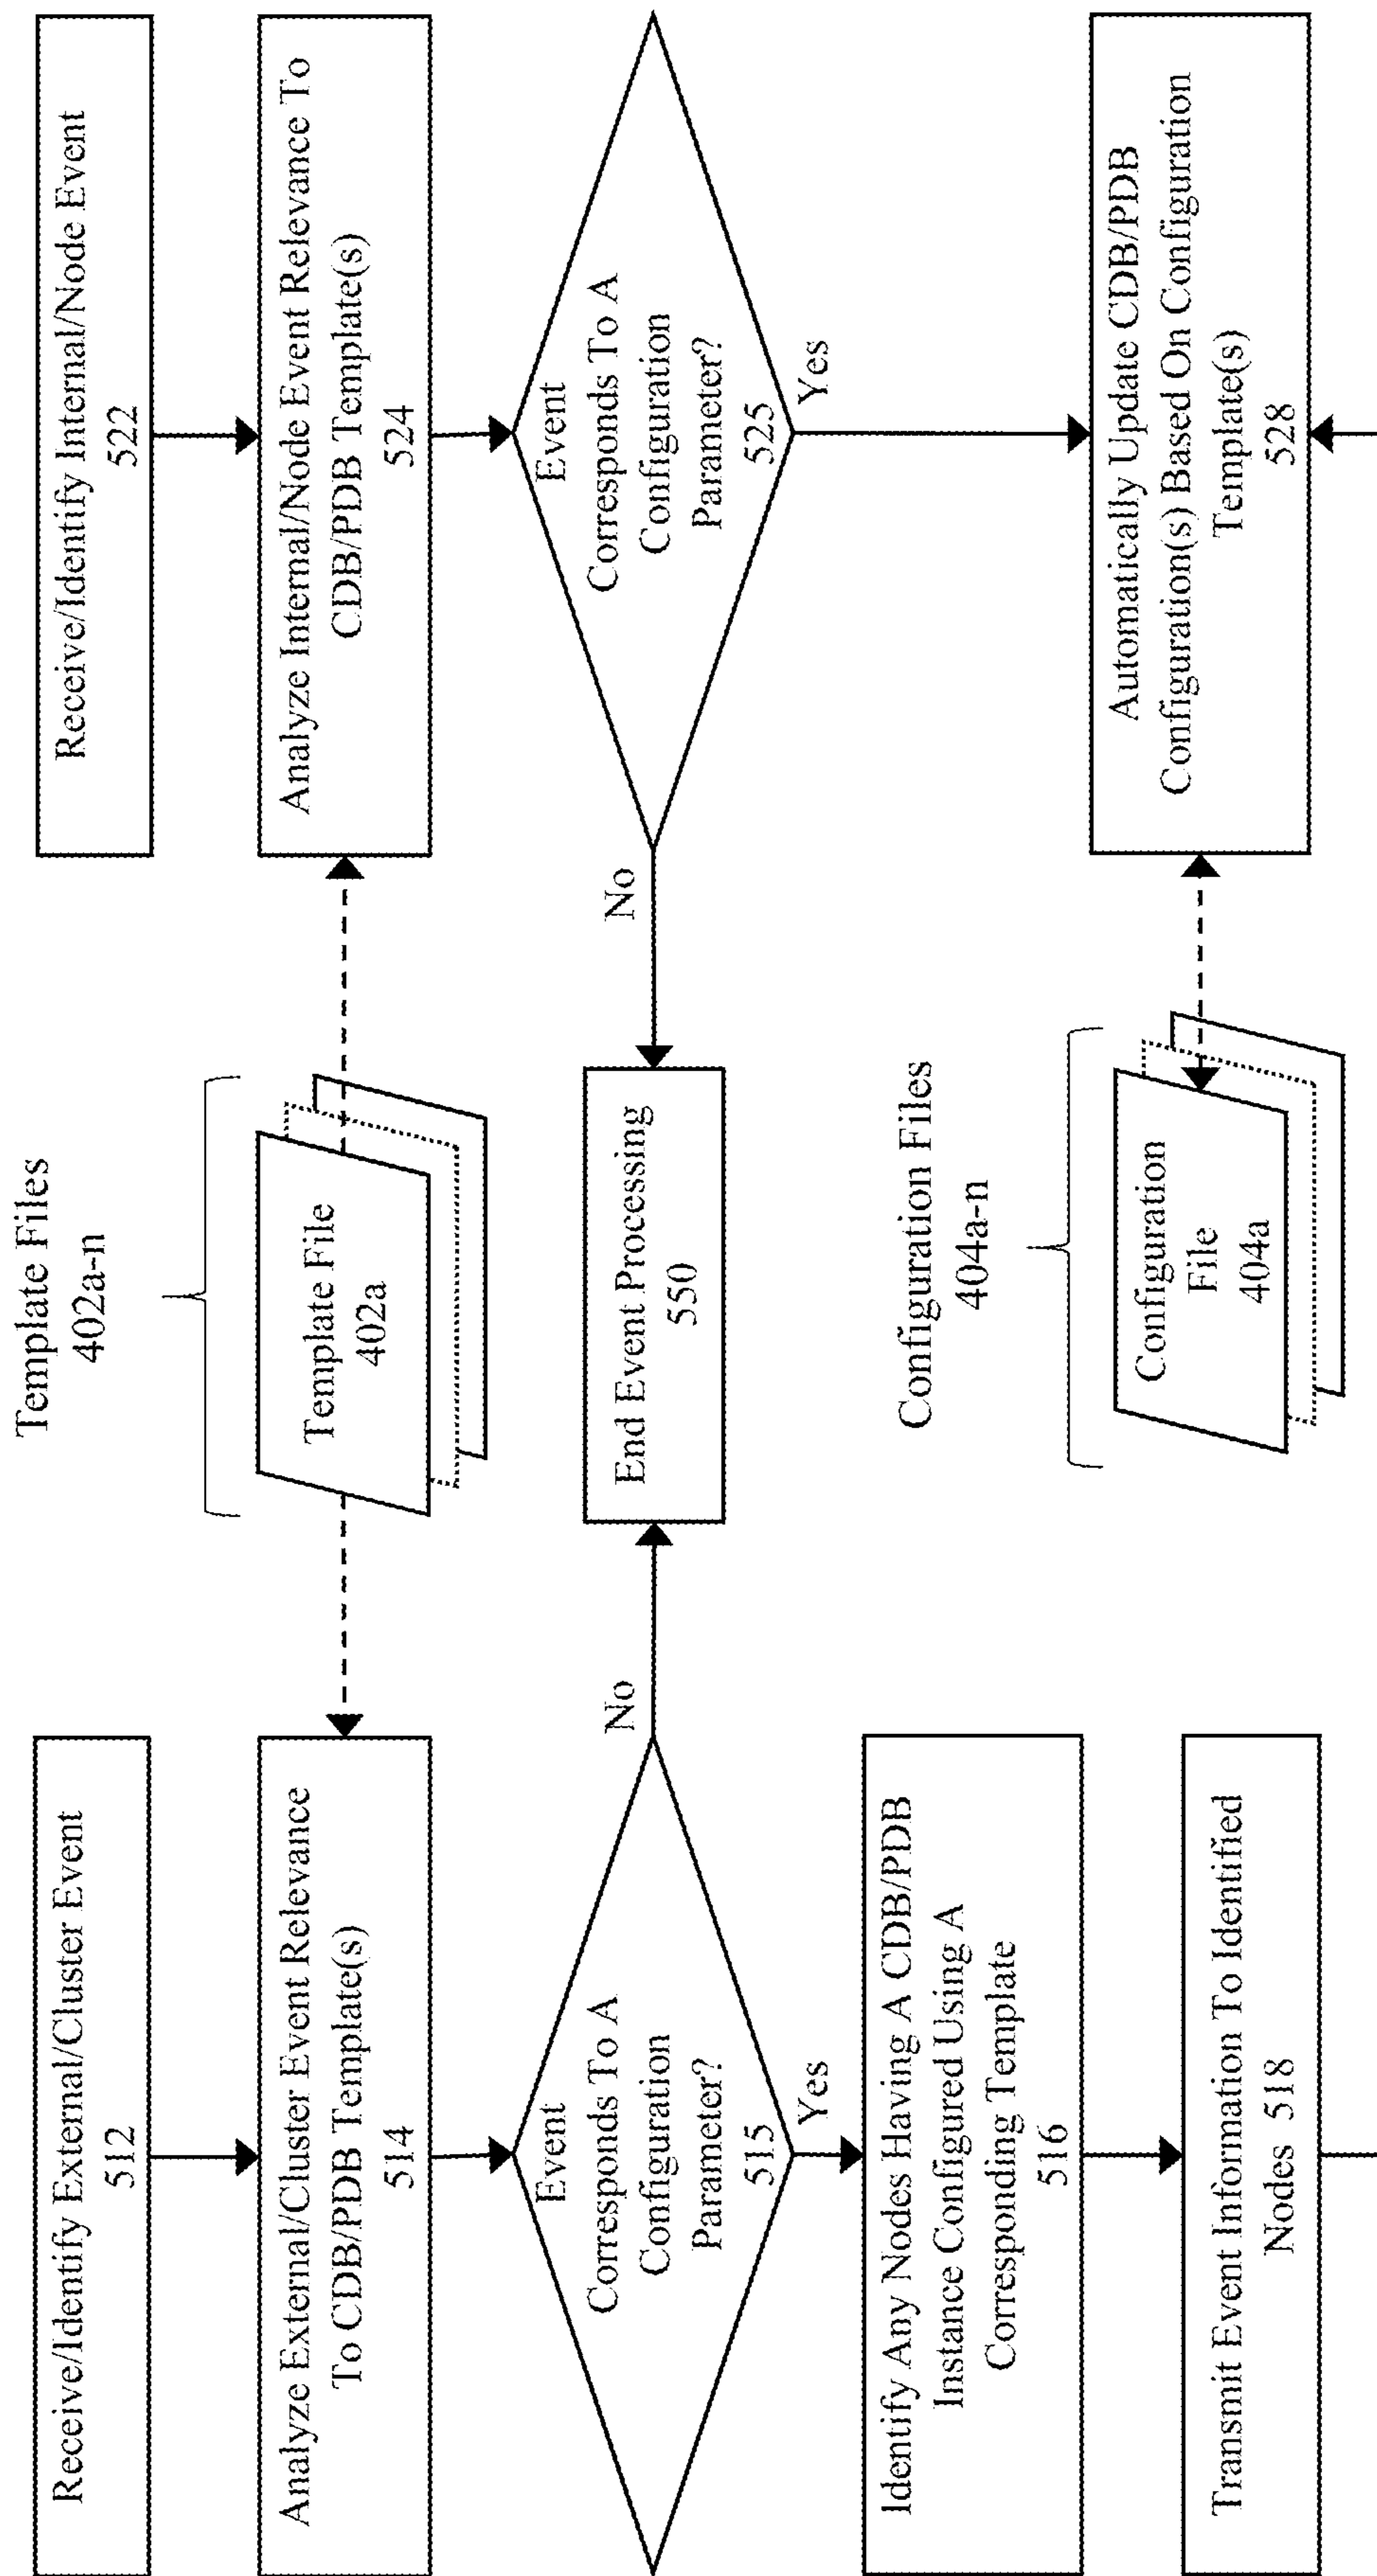 Receive/Identify External/Cluster Event
512
Analyze External/Cluster Event Relevance
To CDB/PDB Template(s)
514
Event
Corresponds To A
Configuration
Parameter?
515
No
Yes
Identify Any Nodes Having A CDB/PDB
Instance Configured Using A
Corresponding Template
516
Transmit Event Information To Identified
Nodes 518
Template Files
402a-n
Template File
402a
End Event Processing
550
Configuration Files
404a-n
Configuration
File
404a
Receive/Identify Internal/Node Event
522
Analyze Internal/Node Event Relevance To
CDB/PDB Template(s)
524
Event
Corresponds To A
Configuration
Parameter?
525
No
Yes
Automatically Update CDB/PDB
Configuration(s) Based On Configuration
Template(s)
528